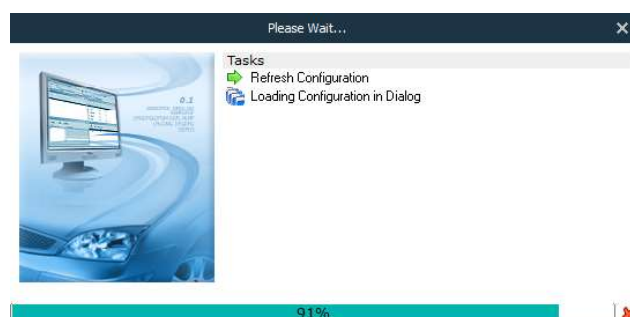 Please Wait...
Tasks
Refresh Configuration
Loading Configuration in Dialog
91%